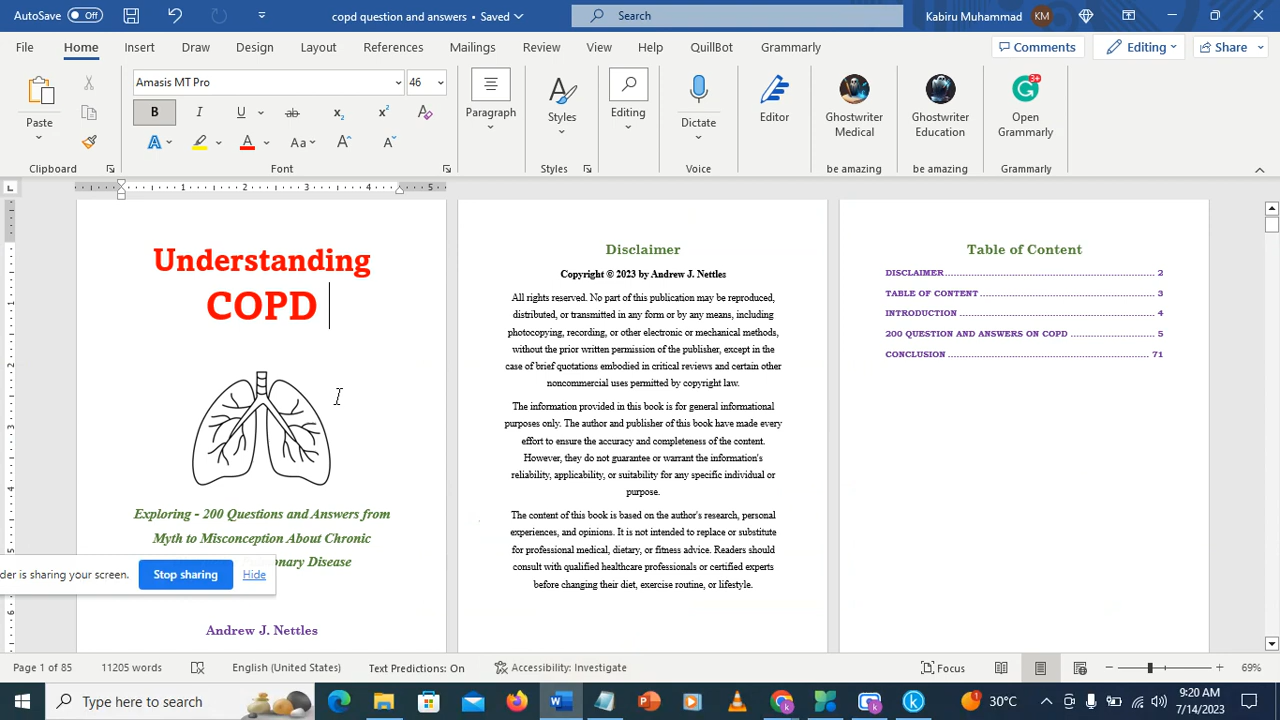 AutoSave Off copd question and answers • Saved Search Kabiru Muhammad KM
File Home Insert Draw Design Layout References Mailings Review View Help QuillBot Grammarly Comments Editing Share
Amasis MT Pro 46
Paste B I U ab x₂ x² A
A A Aa A A
Paragraph Styles Editing Dictate Editor Ghostwriter Medical Ghostwriter Education Open Grammarly 3+
Clipboard Font Styles Voice be amazing be amazing Grammarly
1 2 3 4 5
Understanding
COPD
Exploring - 200 Questions and Answers from
Myth to Misconception About Chronic
onary Disease
Andrew J. Nettles
Disclaimer
Copyright © 2023 by Andrew J. Nettles
All rights reserved. No part of this publication may be reproduced,
distributed, or transmitted in any form or by any means, including
photocopying, recording, or other electronic or mechanical methods,
without the prior written permission of the publisher, except in the
case of brief quotations embodied in critical reviews and certain other
noncommercial uses permitted by copyright law.
The information provided in this book is for general informational
purposes only. The author and publisher of this book have made every
effort to ensure the accuracy and completeness of the content.
However, they do not guarantee or warrant the information's
reliability, applicability, or suitability for any specific individual or
purpose.
The content of this book is based on the author's research, personal
experiences, and opinions. It is not intended to replace or substitute
for professional medical, dietary, or fitness advice. Readers should
consult with qualified healthcare professionals or certified experts
before changing their diet, exercise routine, or lifestyle.
Table of Content
DISCLAIMER 2
TABLE OF CONTENT 3
INTRODUCTION 4
200 QUESTION AND ANSWERS ON COPD 5
CONCLUSION 71
der is sharing your screen. Stop sharing Hide
Page 1 of 85 11205 words English (United States) Text Predictions: On Accessibility: Investigate Focus 69%
Type here to search 30°C 9:20 AM
7/14/2023